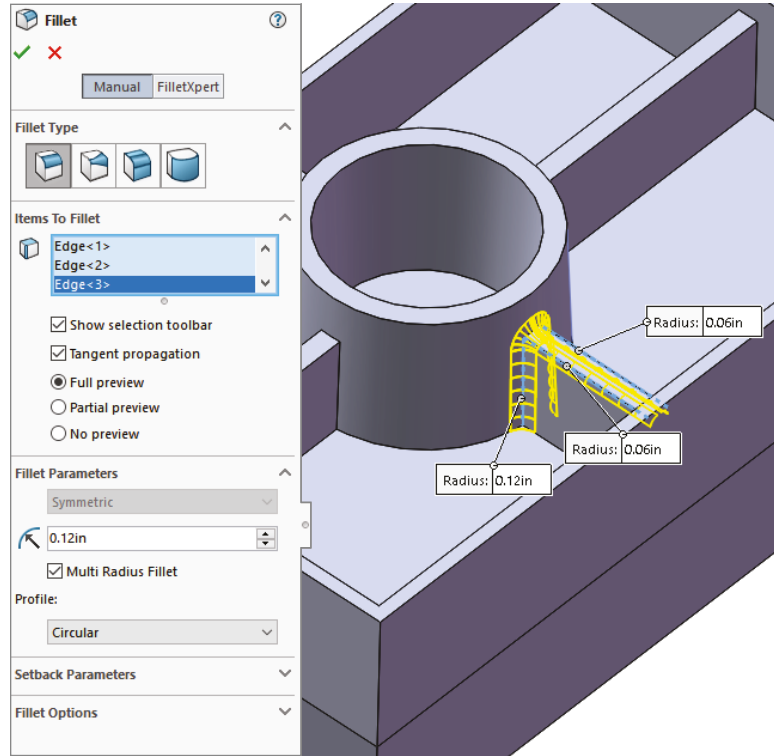 Fillet
Manual FilletXpert
Fillet Type
Items To Fillet
Edge<1>
Edge<2>
Edge<3>
Show selection toolbar
Tangent propagation
Full preview
Partial preview
No preview
Fillet Parameters
Symmetric
0.12in
Multi Radius Fillet
Profile:
Circular
Setback Parameters
Fillet Options
Radius: 0.06in
Radius: 0.06in
Radius: 0.12in